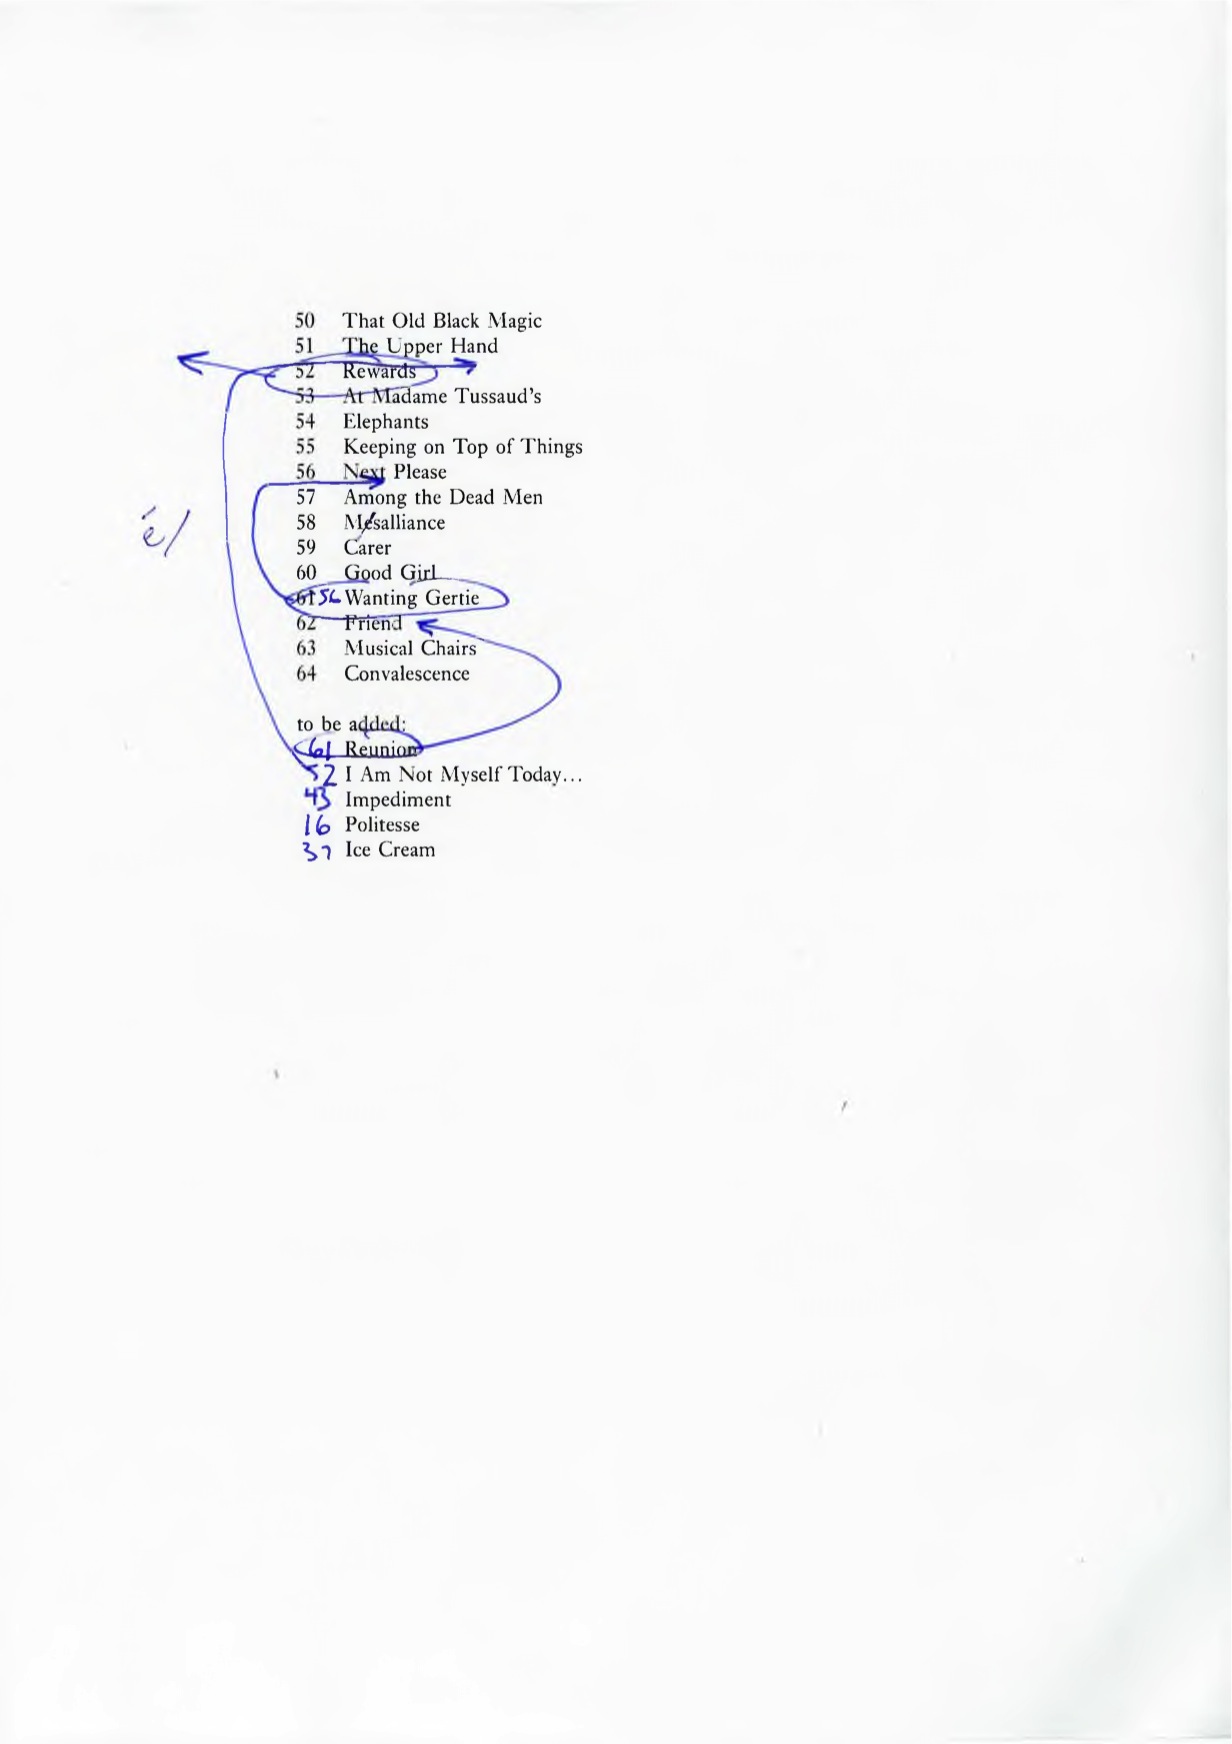 50 That Old Black Magic
51 The Upper Hand
52 Rewards
53 At Madame Tussaud's
54 Elephants
55 Keeping on Top of Things
56 Next Please
57 Among the Dead Men
é/ 58 Mesalliance
59 Carer
60 Good Girl
61 56 Wanting Gertie
62 Friend
63 Musical Chairs
64 Convalescence
to be added:
61 Reunion
52 I Am Not Myself Today...
43 Impediment
16 Politesse
37 Ice Cream